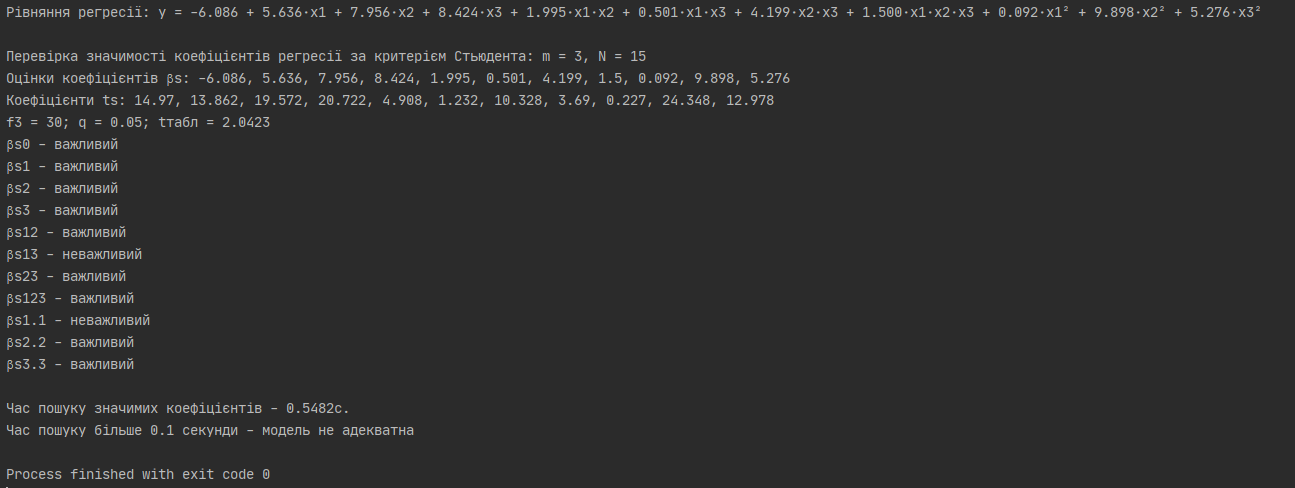 Рівняння регресії: y = -6.086 + 5.636·x1 + 7.956·x2 + 8.424·x3 + 1.995·x1·x2 + 0.501·x1·x3 + 4.199·x2·x3 + 1.500·x1·x2·x3 + 0.092·x1² + 9.898·x2² + 5.276·x3²
Перевірка значимості коефіцієнтів регресії за критерієм Стьюдента: m = 3, N = 15
Оцінки коефіцієнтів βs: -6.086, 5.636, 7.956, 8.424, 1.995, 0.501, 4.199, 1.5, 0.092, 9.898, 5.276
Коефіцієнти ts: 14.97, 13.862, 19.572, 20.722, 4.908, 1.232, 10.328, 3.69, 0.227, 24.348, 12.978
f3 = 30; q = 0.05; tтабл = 2.0423
βs0 - важливий
βs1 - важливий
βs2 - важливий
βs3 - важливий
βs12 - важливий
βs13 - неважливий
βs23 - важливий
βs123 - важливий
βs1.1 - неважливий
βs2.2 - важливий
βs3.3 - важливий
Час пошуку значимих коефіцієнтів - 0.5482с.
Час пошуку більше 0.1 секунди - модель не адекватна
Process finished with exit code 0